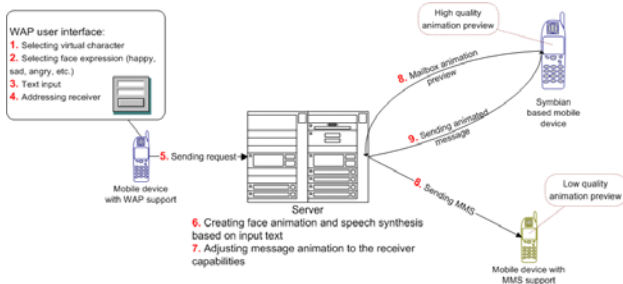 WAP user interface:
1. Selecting virtual character
2. Selecting face expression (happy,
sad, angry, etc.)
3. Text input
4. Addressing receiver
Mobile device
with WAP support
5. Sending request
Server
6. Creating face animation and speech synthesis
based on input text
7. Adjusting message animation to the receiver
capabilities
High quality
animation preview
8. Mailbox animation
preview
Symbian
based mobile
device
9. Sending animated
message
8. Sending MMS
Low quality
animation preview
Mobile device with
MMS support